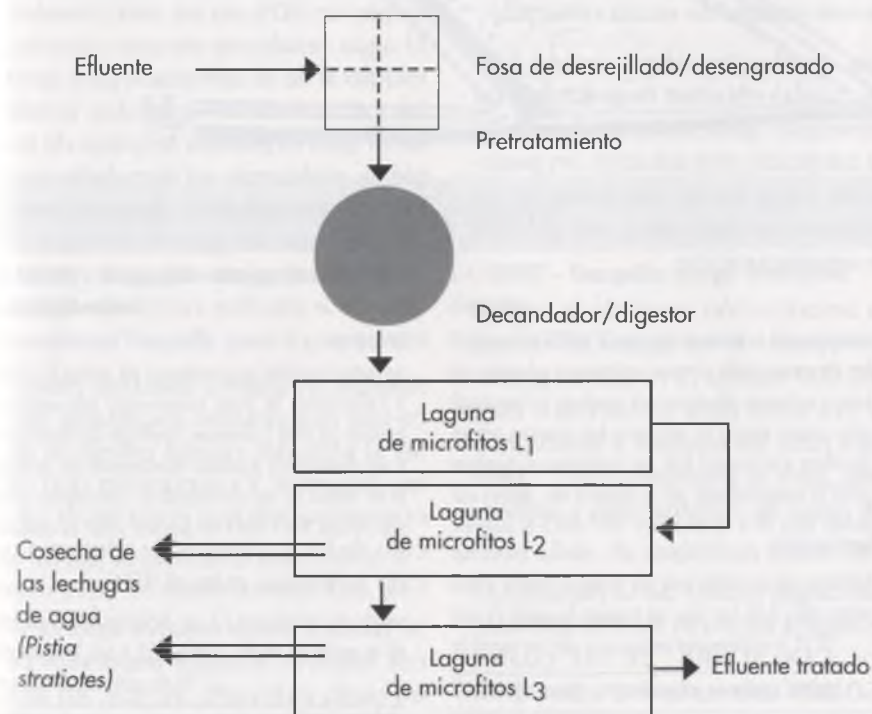 Efluente
Fosa de desrejillado/desengrasado
Pretratamiento
Decandador/digestor
Laguna
de microfitos L1
Laguna
de microfitos L2
Cosecha de
las lechugas
de agua
(Pistia
stratiotes)
Laguna
de microfitos L3
Efluente tratado